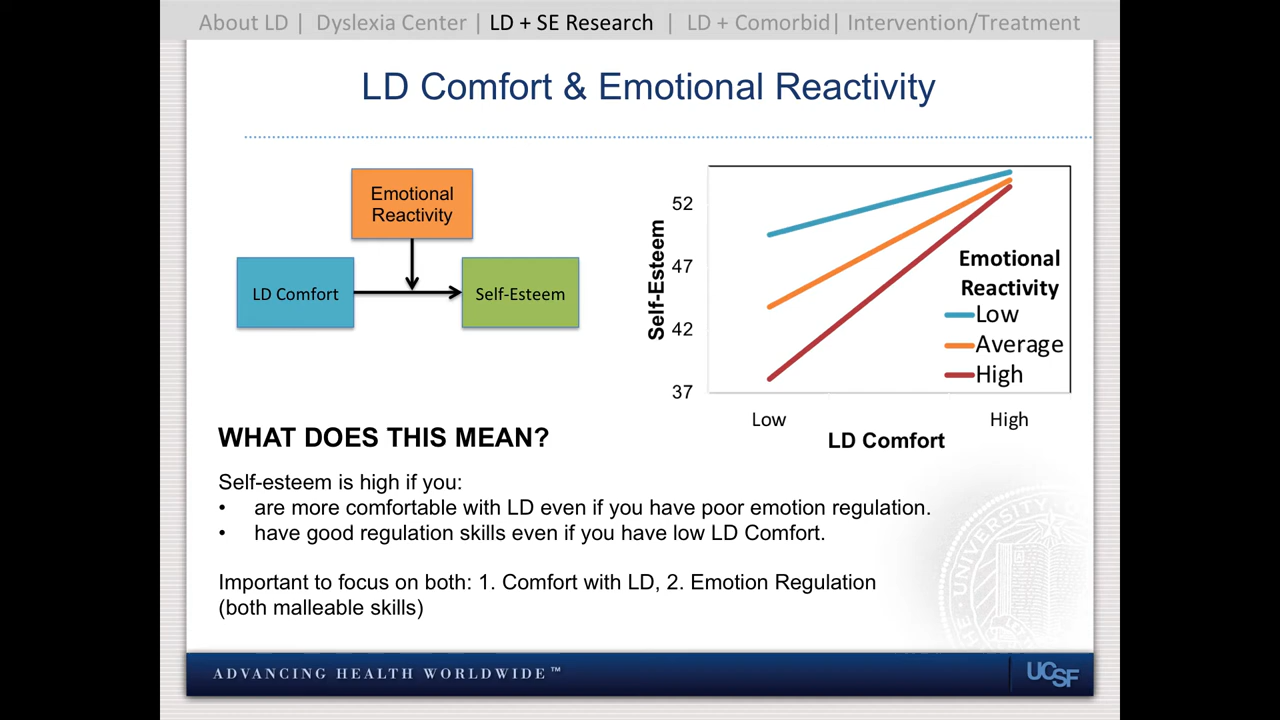 About LD | Dyslexia Center | LD + SE Research | LD + Comorbid| Intervention/Treatment
LD Comfort & Emotional Reactivity
Emotional
Reactivity
LD Comfort
Self-Esteem
Self-Esteem
52
47
42
37
Low
High
LD Comfort
Emotional
Reactivity
Low
Average
High
WHAT DOES THIS MEAN?
Self-esteem is high if you:
• are more comfortable with LD even if you have poor emotion regulation.
• have good regulation skills even if you have low LD Comfort.
Important to focus on both: 1. Comfort with LD, 2. Emotion Regulation
(both malleable skills)
UNIVERSITY
ADVANCING HEALTH WORLDWIDE™
UCSF